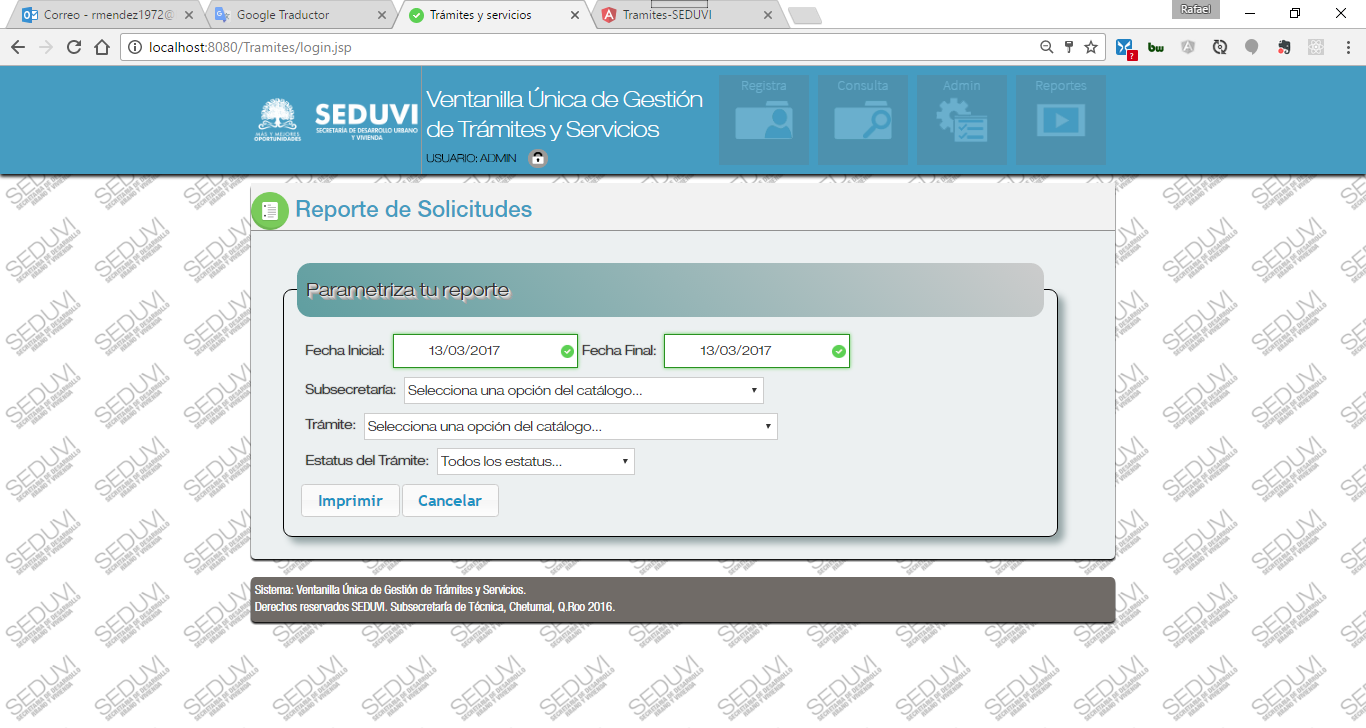 Correo - rmendez1972@
Google Traductor
Trámites y servicios
Tramites-SEDUVI
Rafael
localhost:8080/Tramites/login.jsp
bw
?
MÁS Y MEJORES
OPORTUNIDADES
SEDUVI
SECRETARIA DE DESARROLLO URBANO
Y VIVIENDA
Ventanilla Única de Gestión
de Trámites y Servicios
USUARIO: ADMIN
Registra
Consulta
Admin
Reportes
Reporte de Solicitudes
Parametriza tu reporte
Fecha Inicial: 13/03/2017 Fecha Final: 13/03/2017
Subsecretaría: Selecciona una opción del catálogo...
Trámite: Selecciona una opción del catálogo...
Estatus del Trámite: Todos los estatus...
Imprimir Cancelar
Sistema: Ventanilla Única de Gestión de Trámites y Servicios.
Derechos reservados SEDUVI. Subsecretaría de Técnica, Chetumal, Q.Roo 2016.
SEDUVI
SECRETARIA DE DESARROLLO
URBANO Y VIVIENDA